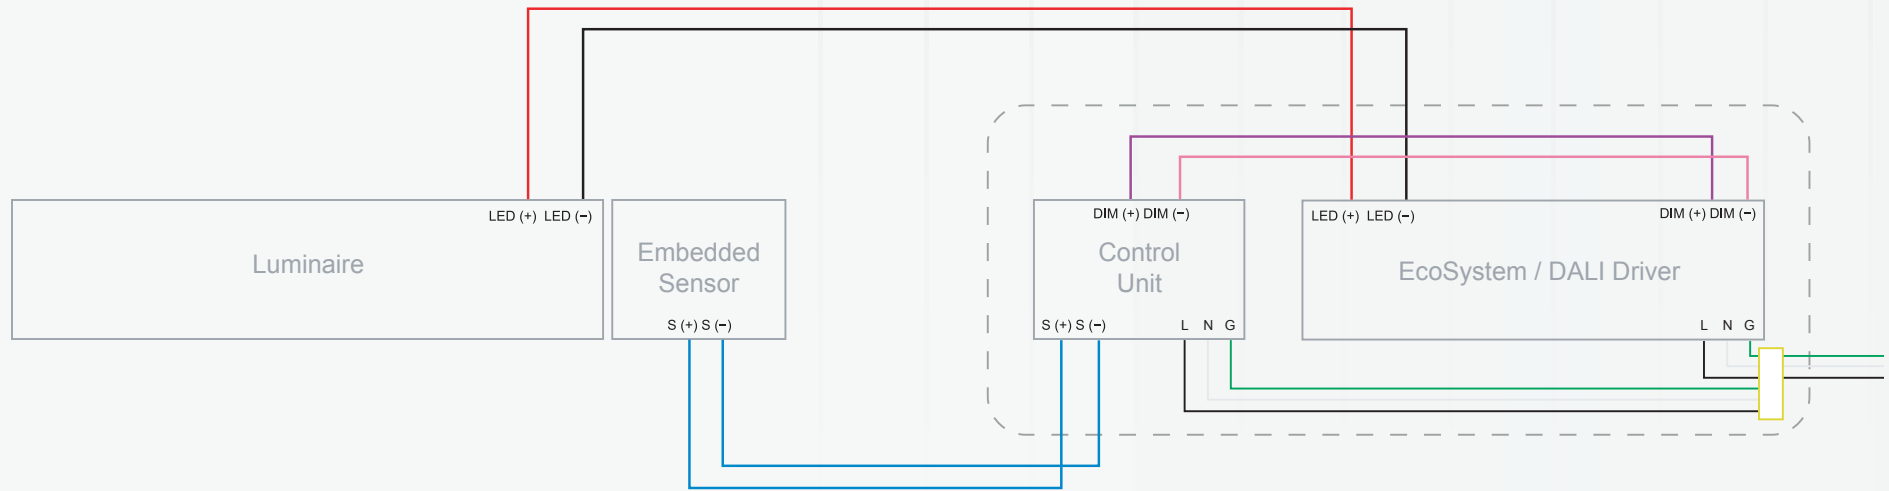 LED (+) LED (–)
Luminaire
Embedded
Sensor
S (+) S (–)
DIM (+) DIM (–)
Control
Unit
S (+) S (–)
L N G
LED (+) LED (–)
DIM (+) DIM (–)
EcoSystem / DALI Driver
L N G